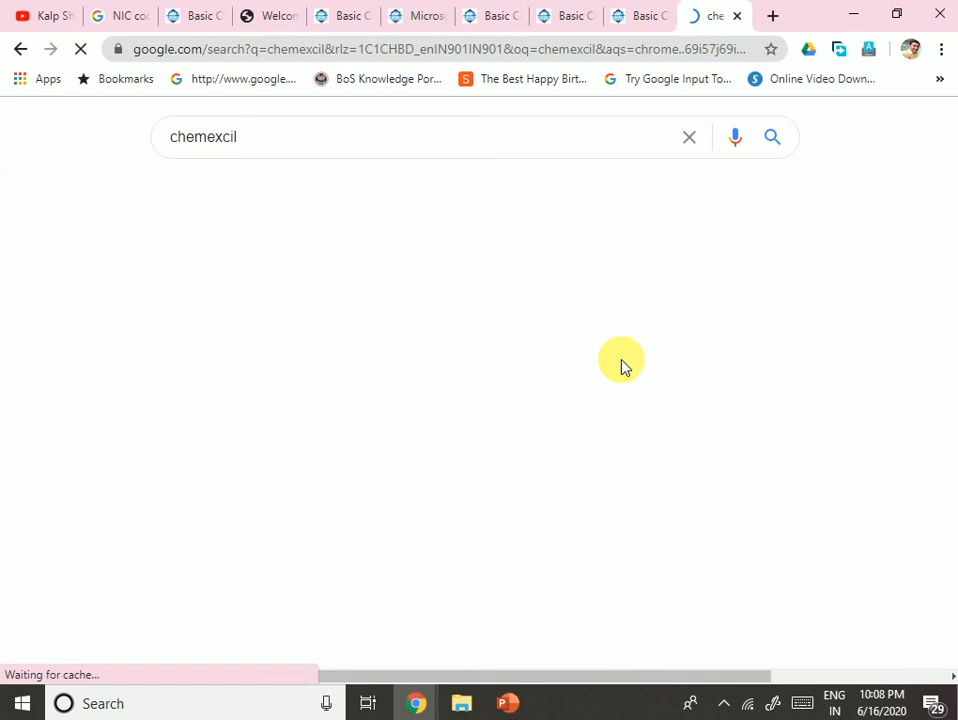 Kalp Sh
NIC co
Basic C
Welcon
Basic C
Micros
Basic C
Basic C
Basic C
che
google.com/search?q=chemexcil&rlz=1C1CHBD_enIN901IN901&oq=chemexcil&aqs=chrome..69i57j69i...
Apps
Bookmarks
http://www.google....
BoS Knowledge Por...
The Best Happy Birt...
Try Google Input To...
Online Video Down...
»
chemexcil
Waiting for cache...
Search
ENG
IN
10:08 PM
6/16/2020
29